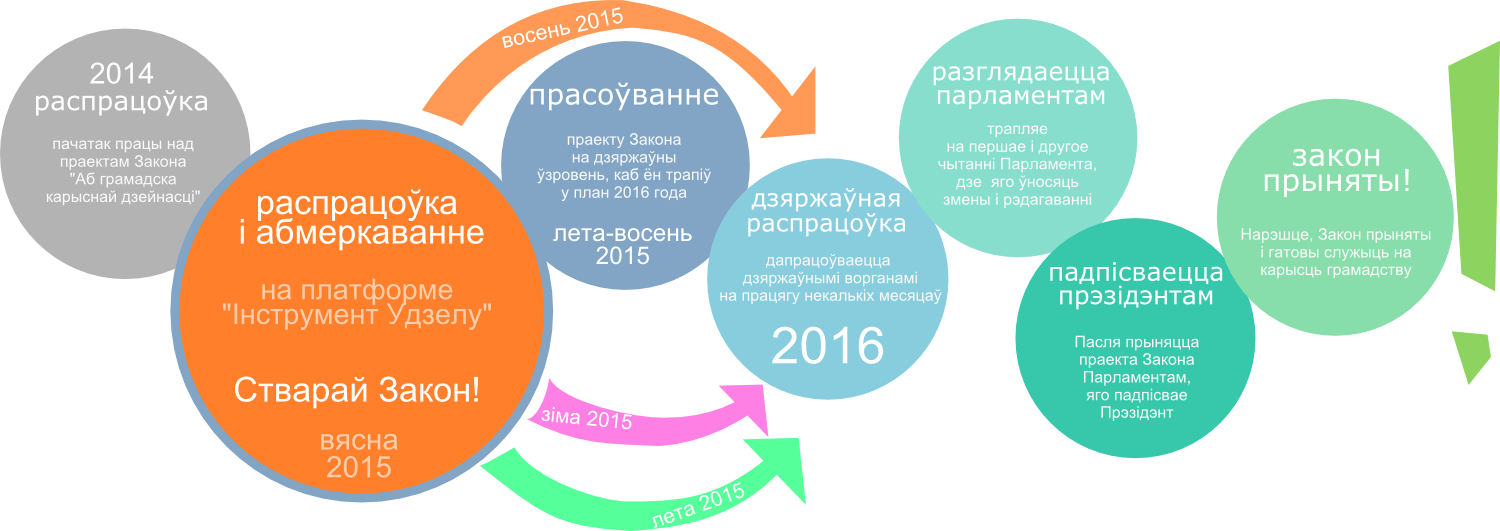 2014
распрацоўка
пачатак працы над
праектам Закона
"Аб грамадска
карыснай дзейнасці"
распрацоўка
і абмеркаванне
на платформе
"Інструмент Удзелу"
Стварай Закон!
вясна
2015
восень 2015
прасоўванне
праекту Закона
на дзяржаўны
ўзровень, каб ён трапіў
у план 2016 года
лета-восень
2015
зіма 2015
лета 2015
дзяржаўная
распрацоўка
дапрацоўваецца
дзяржаўнымі ворганамі
на працягу некалькіх месяцаў
2016
разглядаецца
парламентам
трапляе
на першае і другое
чытанні Парламента,
дзе яго ўносяць
змены і рэдагаванні
падпісваецца
прэзідэнтам
Пасля прыняцца
праекта Закона
Парламентам,
яго падпісвае
Прэзідэнт
закон
прыняты!
Нарэшце, Закон прыняты
і гатовы служыць на
карысць грамадству
!